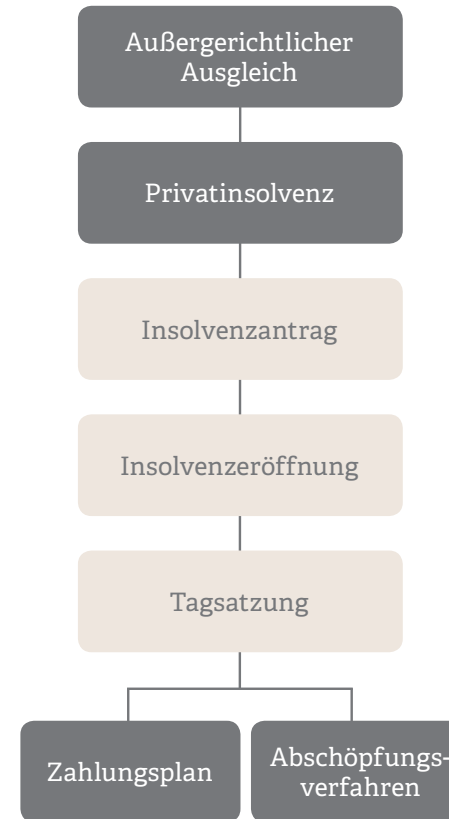 Außergerichtlicher
Ausgleich
Privatinsolvenz
Insolvenzantrag
Insolvenzeröffnung
Tagsatzung
Zahlungsplan
Abschöpfungs-
verfahren